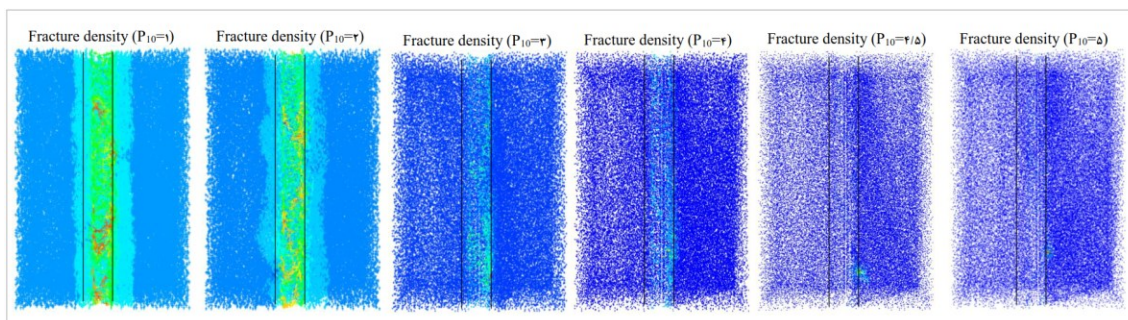 Fracture density (P₁₀=۱)
Fracture density (P₁₀=۲)
Fracture density (P₁₀=۳)
Fracture density (P₁₀=۴)
Fracture density (P₁₀=۴/۵)
Fracture density (P₁₀=۵)